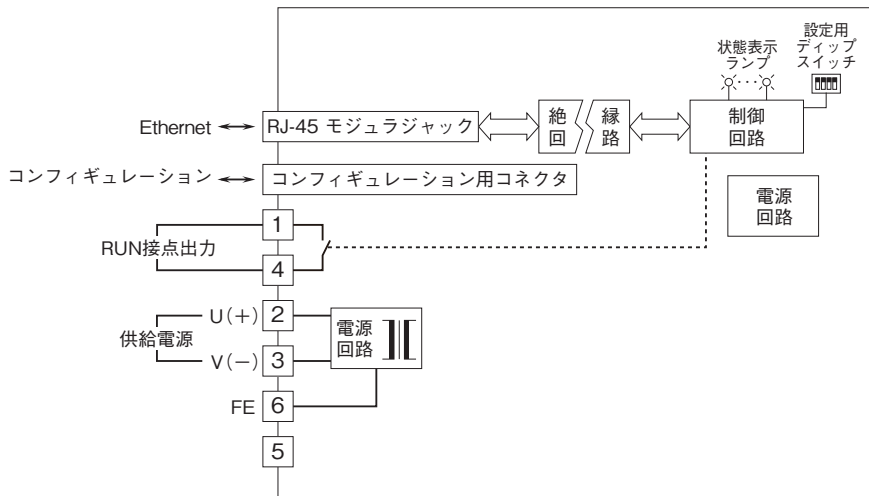 状態表示
ランプ
設定用
ディップ
スイッチ
Ethernet
RJ-45 モジュラジャック
絶
回
縁
路
制御
回路
コンフィギュレーション
コンフィギュレーション用コネクタ
電源
回路
1
RUN接点出力
4
供給電源
U(+)
2
V(−)
3
電源
回路
FE
6
5